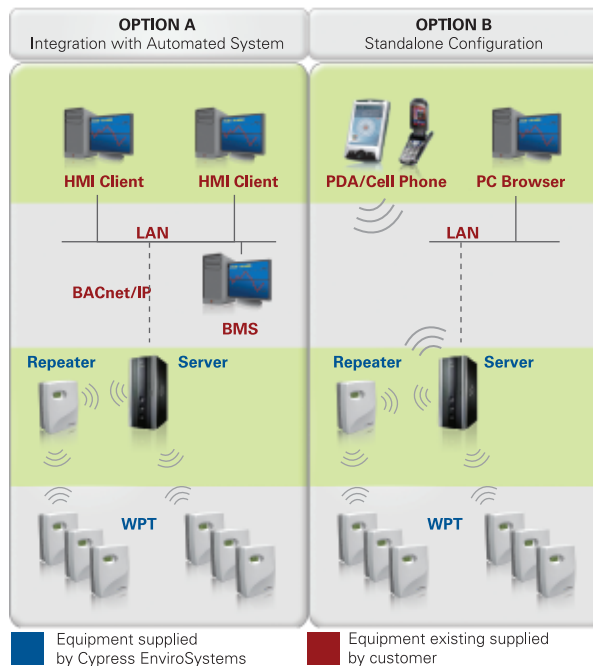 OPTION A
Integration with Automated System
OPTION B
Standalone Configuration
HMI Client
HMI Client
PDA/Cell Phone
PC Browser
LAN
LAN
BACnet/IP
BMS
Repeater
Server
Repeater
Server
WPT
WPT
Equipment supplied
by Cypress EnviroSystems
Equipment existing supplied
by customer